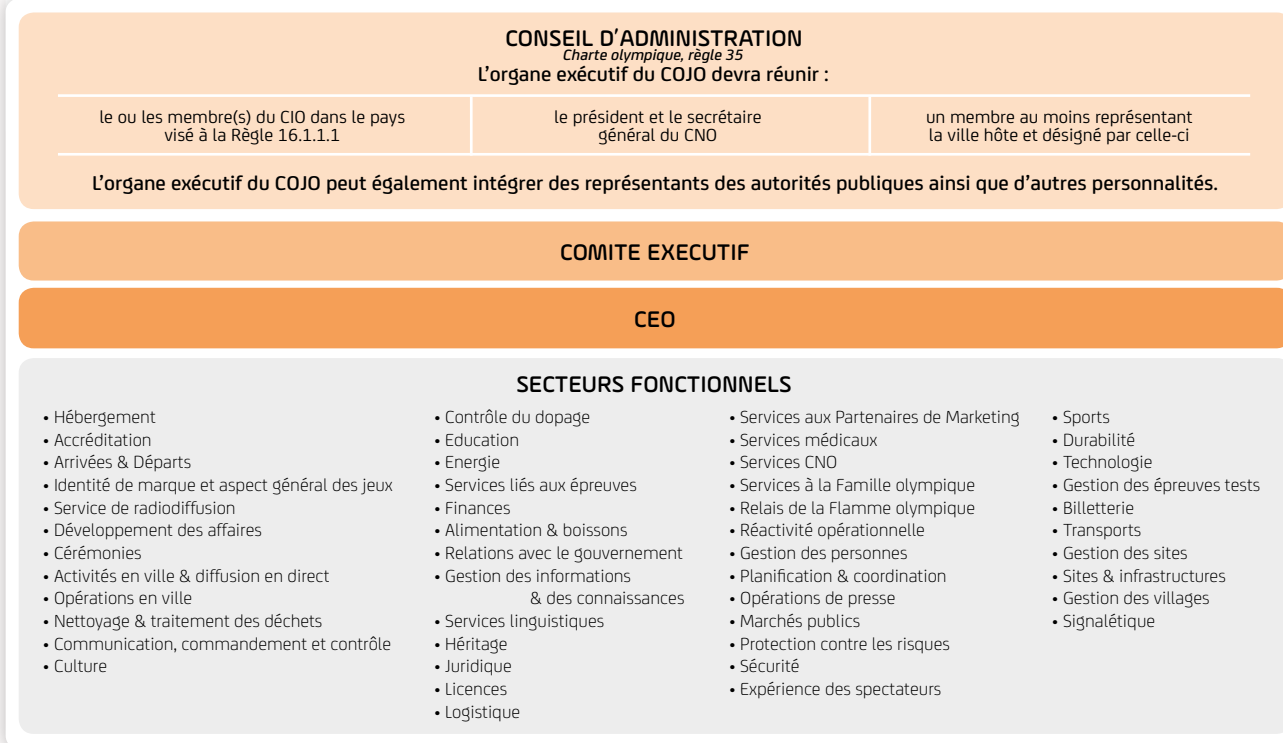 CONSEIL D'ADMINISTRATION
Charte olympique, règle 35
L'organe exécutif du COJO devra réunir :
le ou les membre(s) du CIO dans le pays
visé à la Règle 16.1.1.1
le président et le secrétaire
général du CNO
un membre au moins représentant
la ville hôte et désigné par celle-ci
L'organe exécutif du COJO peut également intégrer des représentants des autorités publiques ainsi que d'autres personnalités.
COMITE EXECUTIF
CEO
SECTEURS FONCTIONNELS
• Hébergement
• Accréditation
• Arrivées & Départs
• Identité de marque et aspect général des jeux
• Service de radiodiffusion
• Développement des affaires
• Cérémonies
• Activités en ville & diffusion en direct
• Opérations en ville
• Nettoyage & traitement des déchets
• Communication, commandement et contrôle
• Culture
• Contrôle du dopage
• Education
• Energie
• Services liés aux épreuves
• Finances
• Alimentation & boissons
• Relations avec le gouvernement
• Gestion des informations
& des connaissances
• Services linguistiques
• Héritage
• Juridique
• Licences
• Logistique
• Services aux Partenaires de Marketing
• Services médicaux
• Services CNO
• Services à la Famille olympique
• Relais de la Flamme olympique
• Réactivité opérationnelle
• Gestion des personnes
• Planification & coordination
• Opérations de presse
• Marchés publics
• Protection contre les risques
• Sécurité
• Expérience des spectateurs
• Sports
• Durabilité
• Technologie
• Gestion des épreuves tests
• Billetterie
• Transports
• Gestion des sites
• Sites & infrastructures
• Gestion des villages
• Signalétique